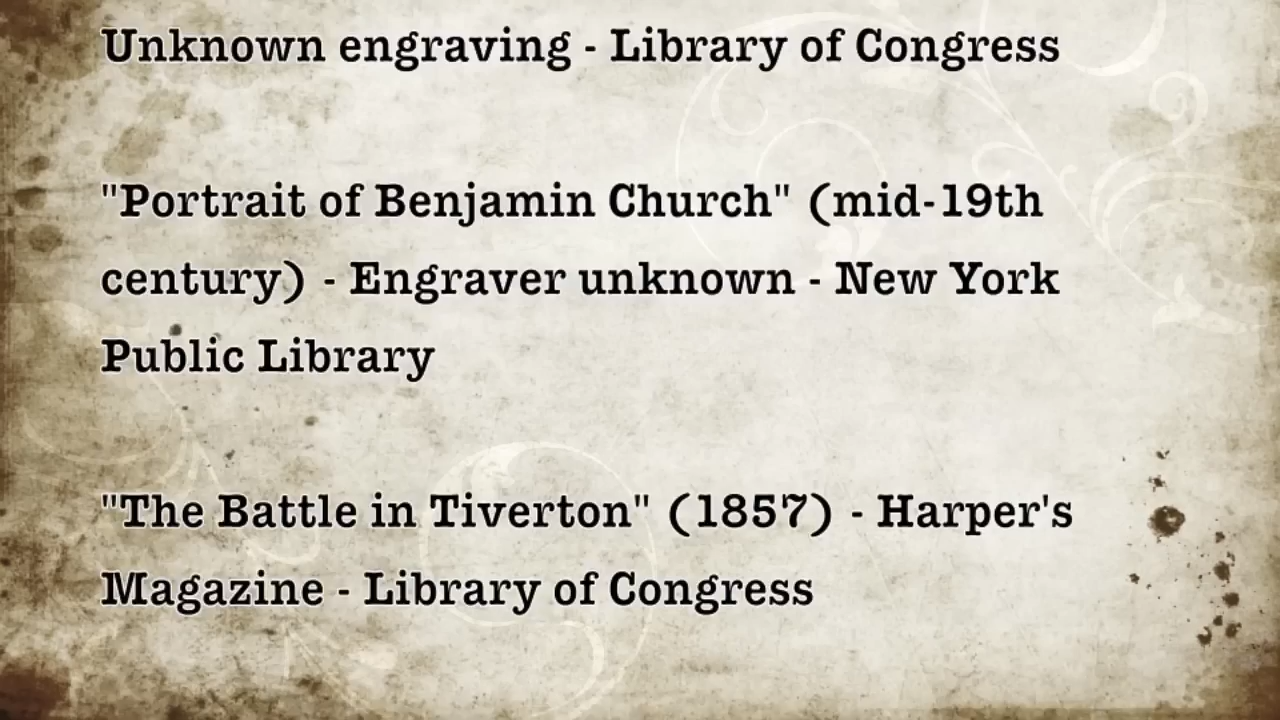 Unknown engraving - Library of Congress
"Portrait of Benjamin Church" (mid-19th
century) - Engraver unknown - New York
Public Library
"The Battle in Tiverton" (1857) - Harper's
Magazine - Library of Congress